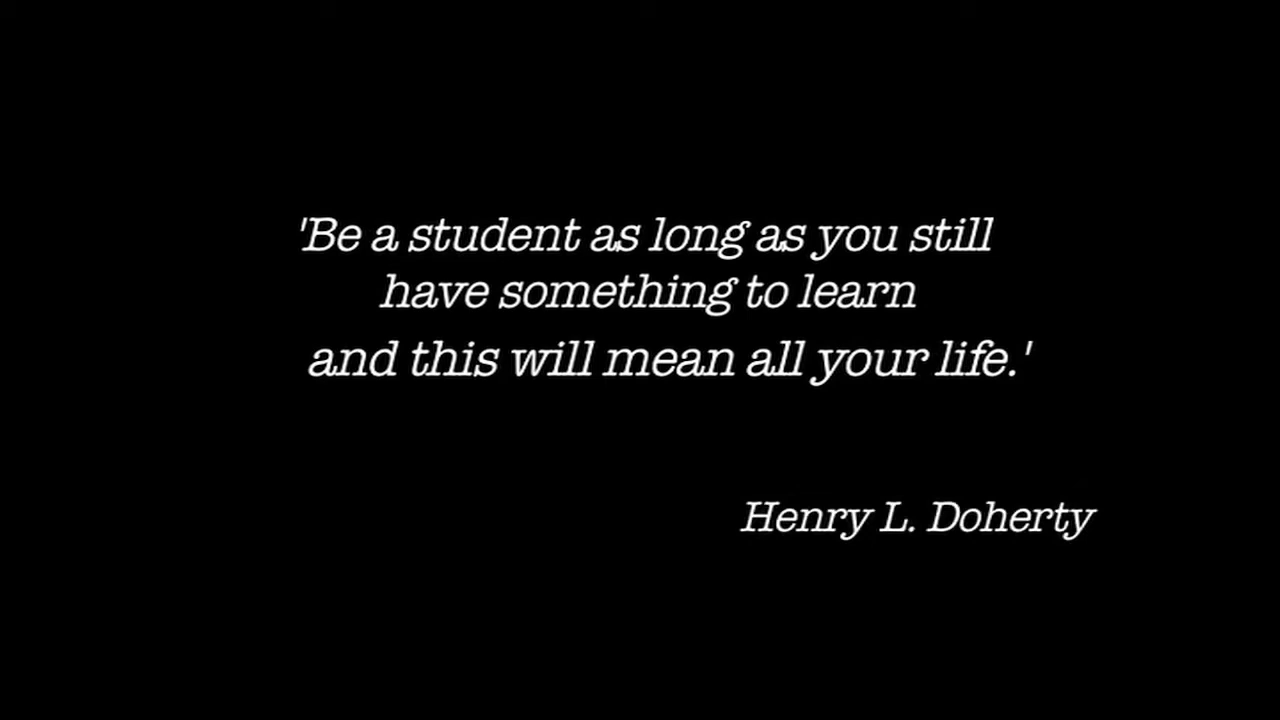 'Be a student as long as you still
have something to learn
and this will mean all your life.'
Henry L. Doherty